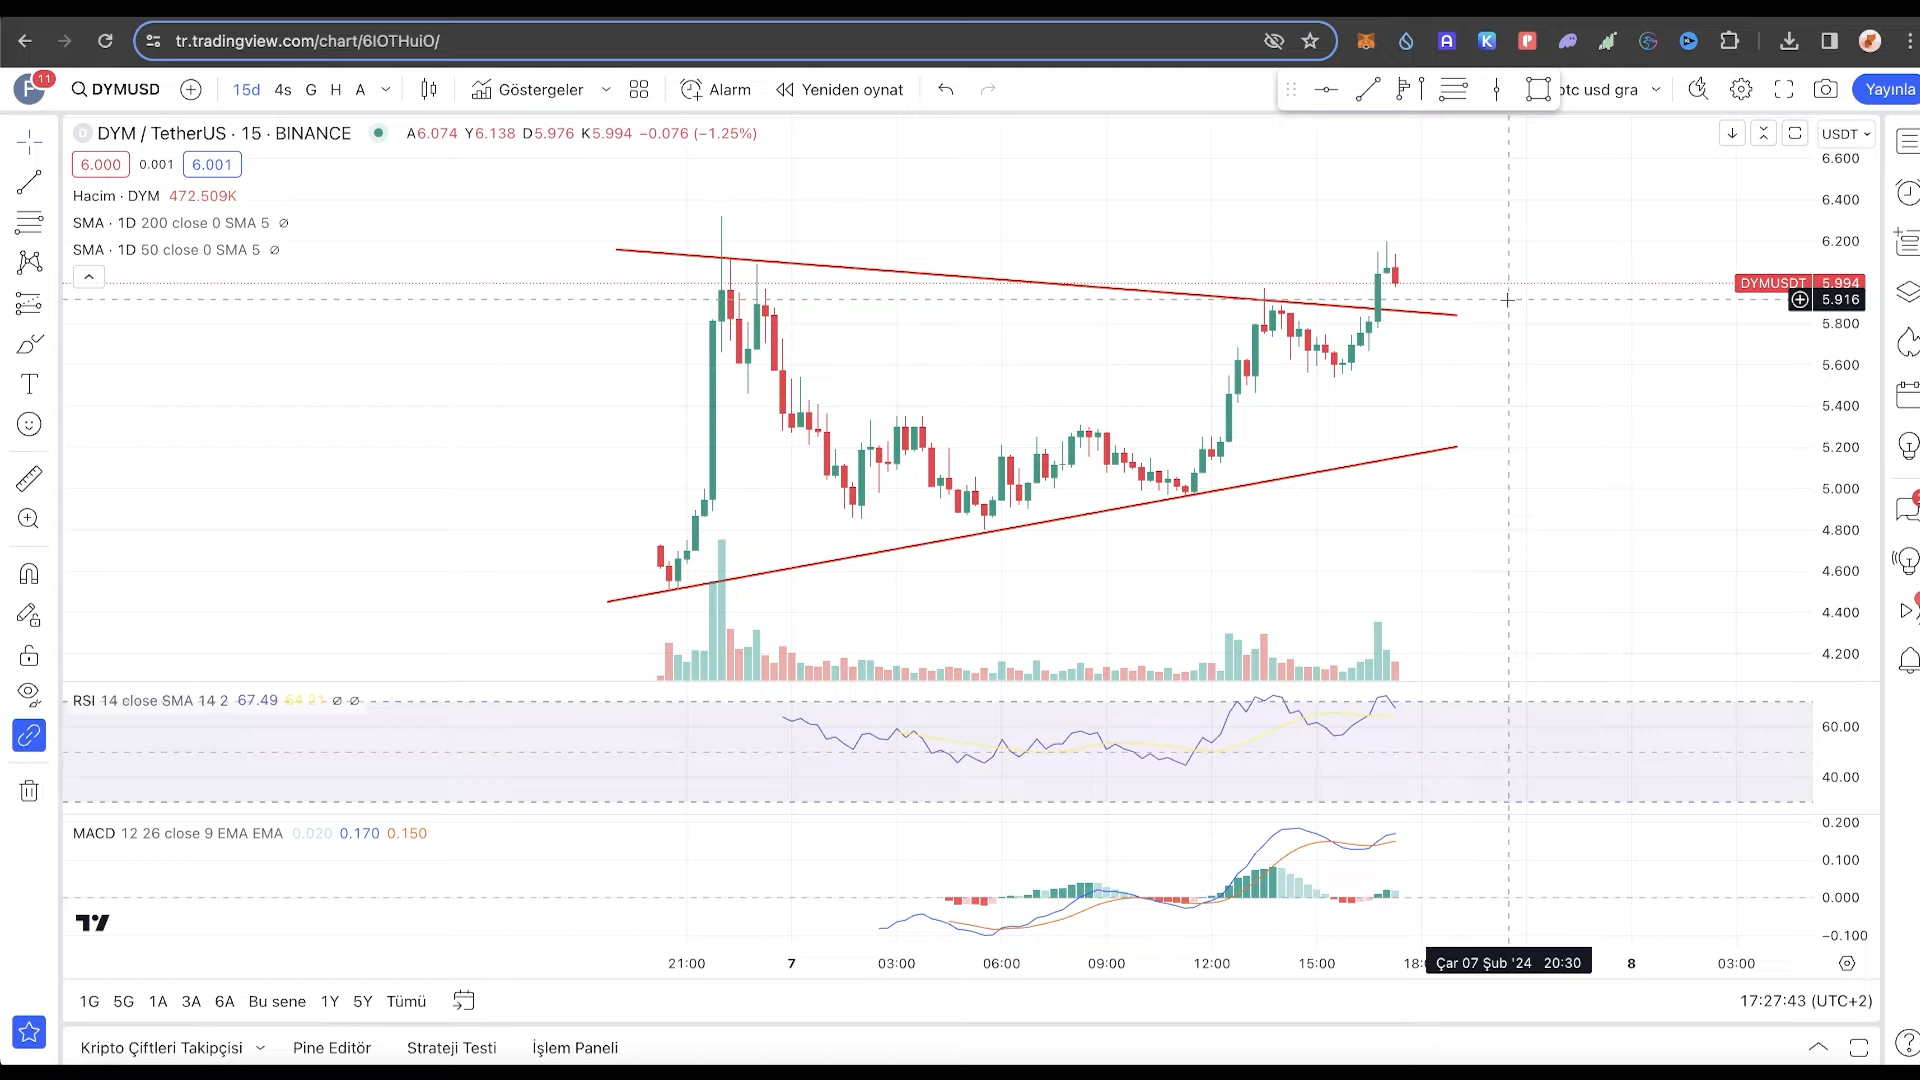 tr.tradingview.com/chart/6IOTHuiO/
11
DYMUSD
15d 4s G H A
Göstergeler
Alarm
Yeniden oynat
btc usd gra
Yayınla
DYM / TetherUS · 15 · BINANCE
A6.074 Y6.138 D5.976 K5.994 −0.076 (−1.25%)
USDT
6.000 0.001 6.001
Hacim · DYM 472.509K
SMA · 1D 200 close 0 SMA 5 ∅
SMA · 1D 50 close 0 SMA 5 ∅
6.600
6.400
6.200
DYMUSDT 5.994
5.916
5.800
5.600
5.400
5.200
5.000
4.800
4.600
4.400
4.200
RSI 14 close SMA 14 2 67.49 64.21 ∅ ∅
60.00
40.00
MACD 12 26 close 9 EMA EMA 0.020 0.170 0.150
0.200
0.100
0.000
−0.100
21:00 7 03:00 06:00 09:00 12:00 15:00 18: Çar 07 Şub '24 20:30 8 03:00
1G 5G 1A 3A 6A Bu sene 1Y 5Y Tümü
17:27:43 (UTC+2)
Kripto Çiftleri Takipçisi Pine Editör Strateji Testi İşlem Paneli